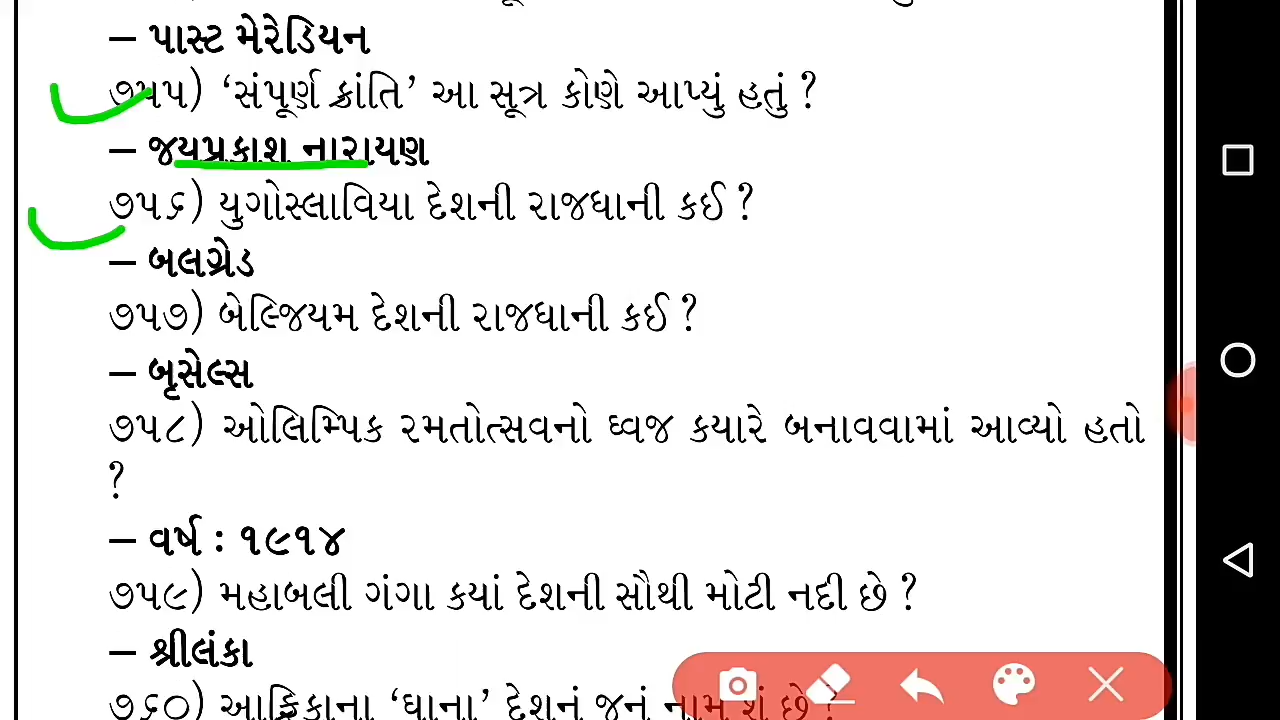 – પાસ્ટ મેરેડિયન
૭૫૫) ‘સંપૂર્ણ ક્રાંતિ’ આ સૂત્ર કોણે આપ્યું હતું ?
– જયપ્રકાશ નારાયણ
૭૫૬) યુગોસ્લાવિયા દેશની રાજધાની કઈ ?
– બલગ્રેડ
૭૫૭) બેલ્જિયમ દેશની રાજધાની કઈ ?
– બૃસેલ્સ
૭૫૮) ઓલિમ્પિક રમતોત્સવનો ઘ્વજ કયારે બનાવવામાં આવ્યો હતો
?
– વર્ષ : ૧૯૧૪
૭૫૯) મહાબલી ગંગા કયાં દેશની સૌથી મોટી નદી છે ?
– શ્રીલંકા
૭૬૦) આફ્રિકાના ‘ઘાના’ દેશનું જૂનું નામ શું છે ?